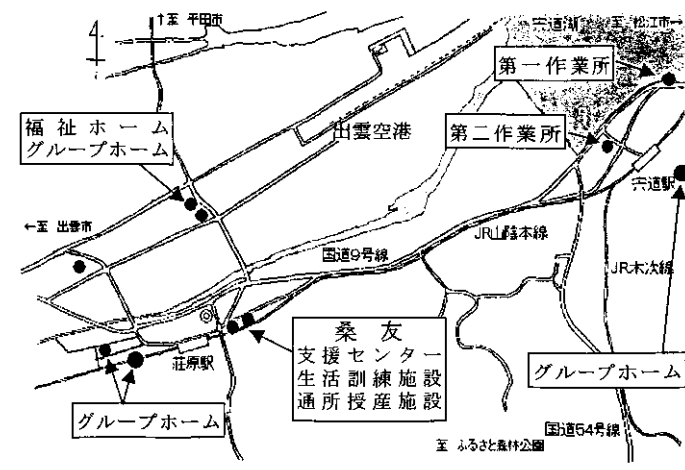 ↑至 平田市
宍道湖
至 松江市→
第一作業所
福祉ホーム
グループホーム
出雲空港
第二作業所
宍道駅
←至 出雲市
国道9号線
JR山陰本線
JR木次線
桑友
支援センター
生活訓練施設
通所授産施設
荘原駅
グループホーム
グループホーム
国道54号線
至 ふるさと森林公園